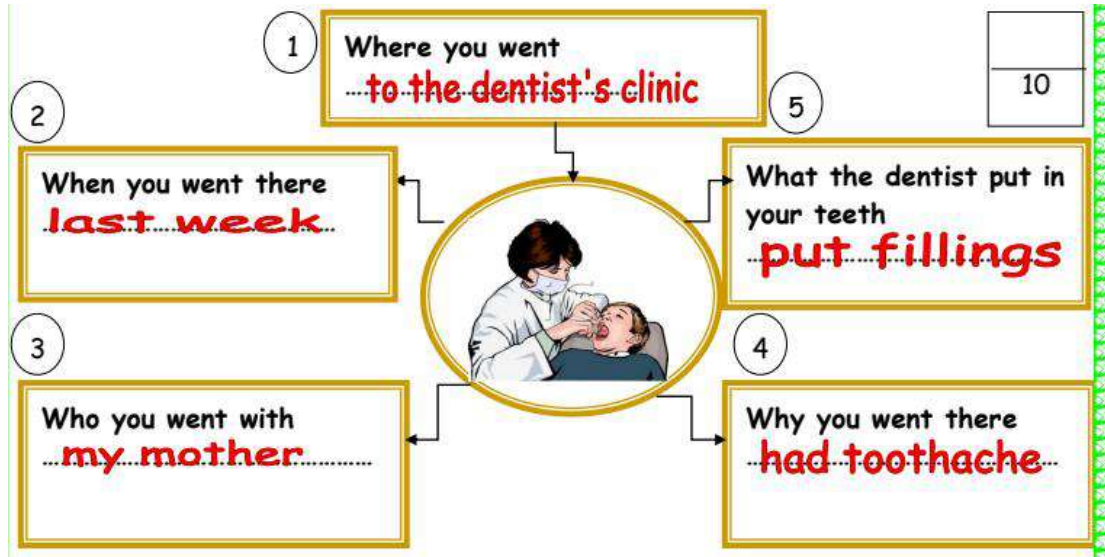 1
Where you went
to the dentist's clinic
2
When you went there
last week
3
Who you went with
my mother
4
Why you went there
had toothache
5
What the dentist put in
your teeth
put fillings
10